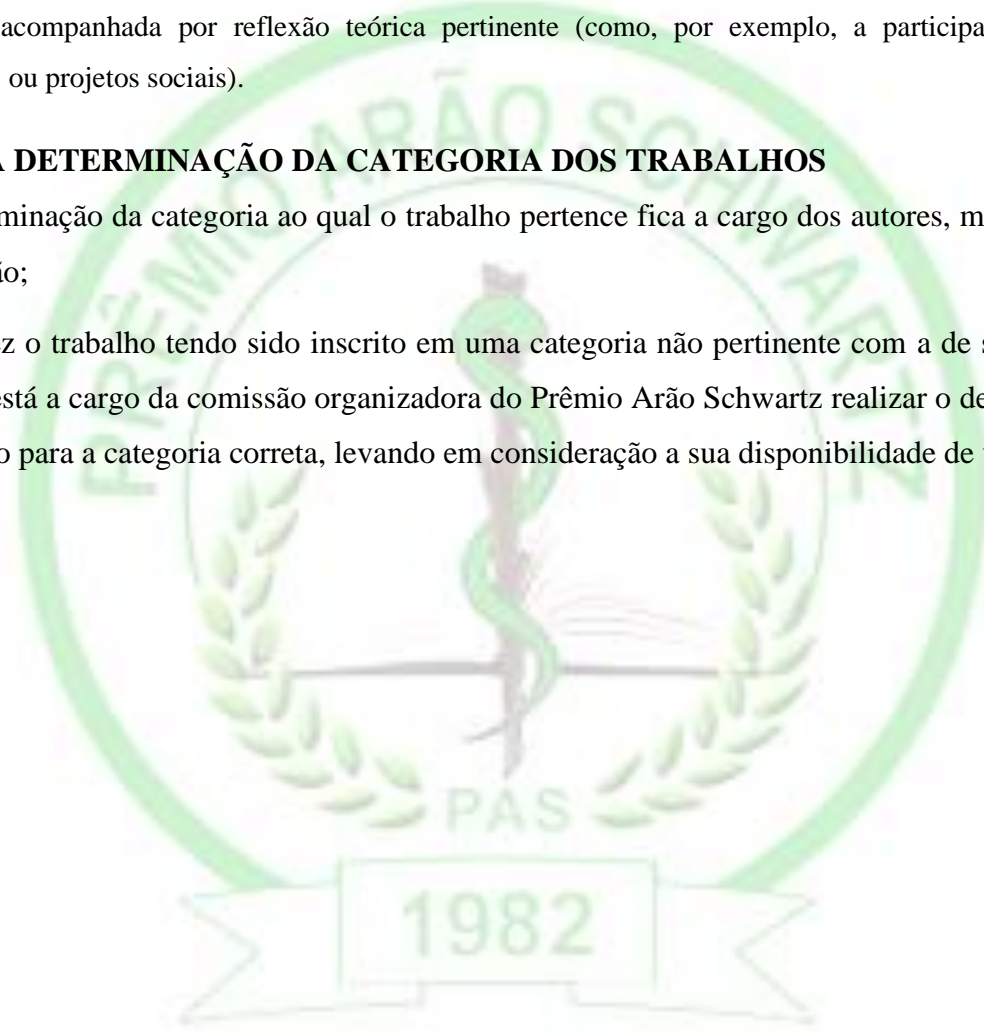 acompanhada por reflexão teórica pertinente (como, por exemplo, a participa
ou projetos sociais).
A DETERMINAÇÃO DA CATEGORIA DOS TRABALHOS
minação da categoria ao qual o trabalho pertence fica a cargo dos autores, m
ão;
ez o trabalho tendo sido inscrito em uma categoria não pertinente com a de s
está a cargo da comissão organizadora do Prêmio Arão Schwartz realizar o de
o para a categoria correta, levando em consideração a sua disponibilidade de
PRÊMIO ARÃO SCHWARTZ
PAS
1982